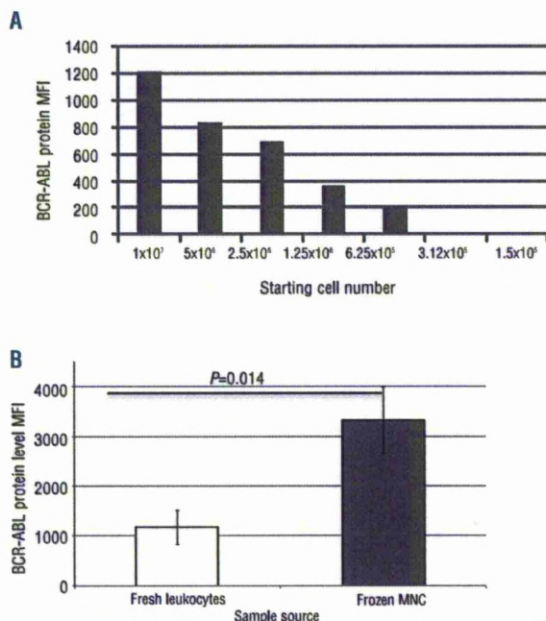 A
1400
1200
1000
800
600
400
200
0
BCR-ABL protein MFI
1x10⁷ 5x10⁶ 2.5x10⁶ 1.25x10⁶ 6.25x10⁵ 3.12x10⁵ 1.5x10⁵
Starting cell number
B
P=0.014
4000
3000
2000
1000
0
BCR-ABL protein level MFI
Fresh leukocytes Frozen MNC
Sample source